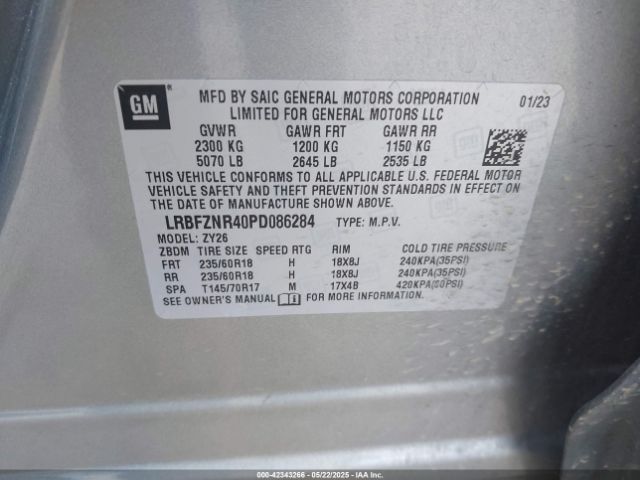 GM
MFD BY SAIC GENERAL MOTORS CORPORATION 01/23
LIMITED FOR GENERAL MOTORS LLC
GVWR GAWR FRT GAWR RR
2300 KG 1200 KG 1150 KG
5070 LB 2645 LB 2535 LB
THIS VEHICLE CONFORMS TO ALL APPLICABLE U.S. FEDERAL MOTOR
VEHICLE SAFETY AND THEFT PREVENTION STANDARDS IN EFFECT ON
THE DATE OF MANUFACTURE SHOWN ABOVE.
LRBFZNR40PD086284 TYPE: M.P.V.
MODEL: ZY26
ZBDM TIRE SIZE SPEED RTG RIM COLD TIRE PRESSURE
FRT 235/60R18 H 18X8J 240KPA(35PSI)
RR 235/60R18 H 18X8J 240KPA(35PSI)
SPA T145/70R17 M 17X4B 420KPA(60PSI)
SEE OWNER'S MANUAL FOR MORE INFORMATION.
000-42343266 - 05/22/2025 - COPART